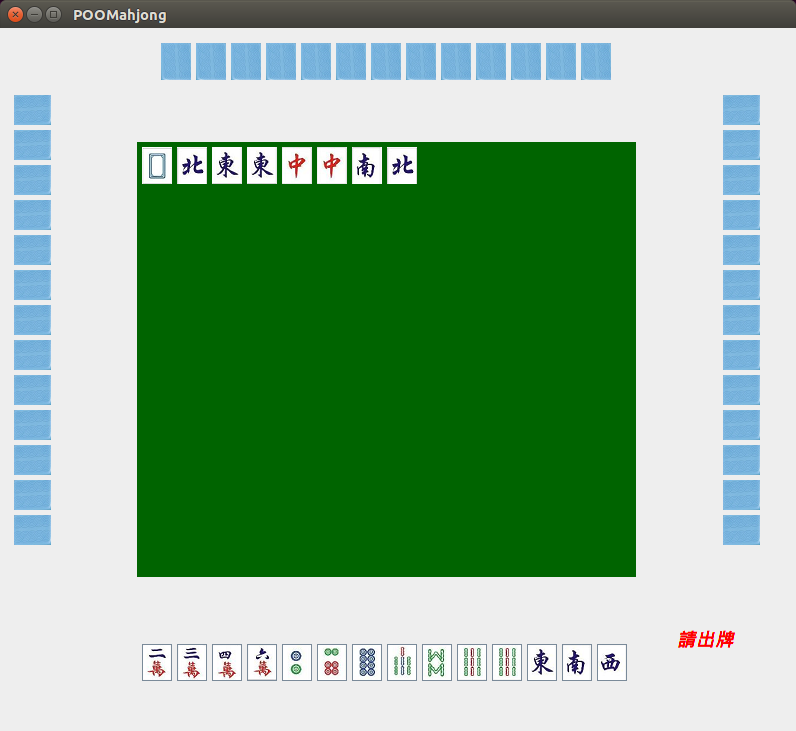 POOMahjong
北 東 東 中 中 南 北
請出牌
二萬 三萬 四萬 六萬 東 南 西